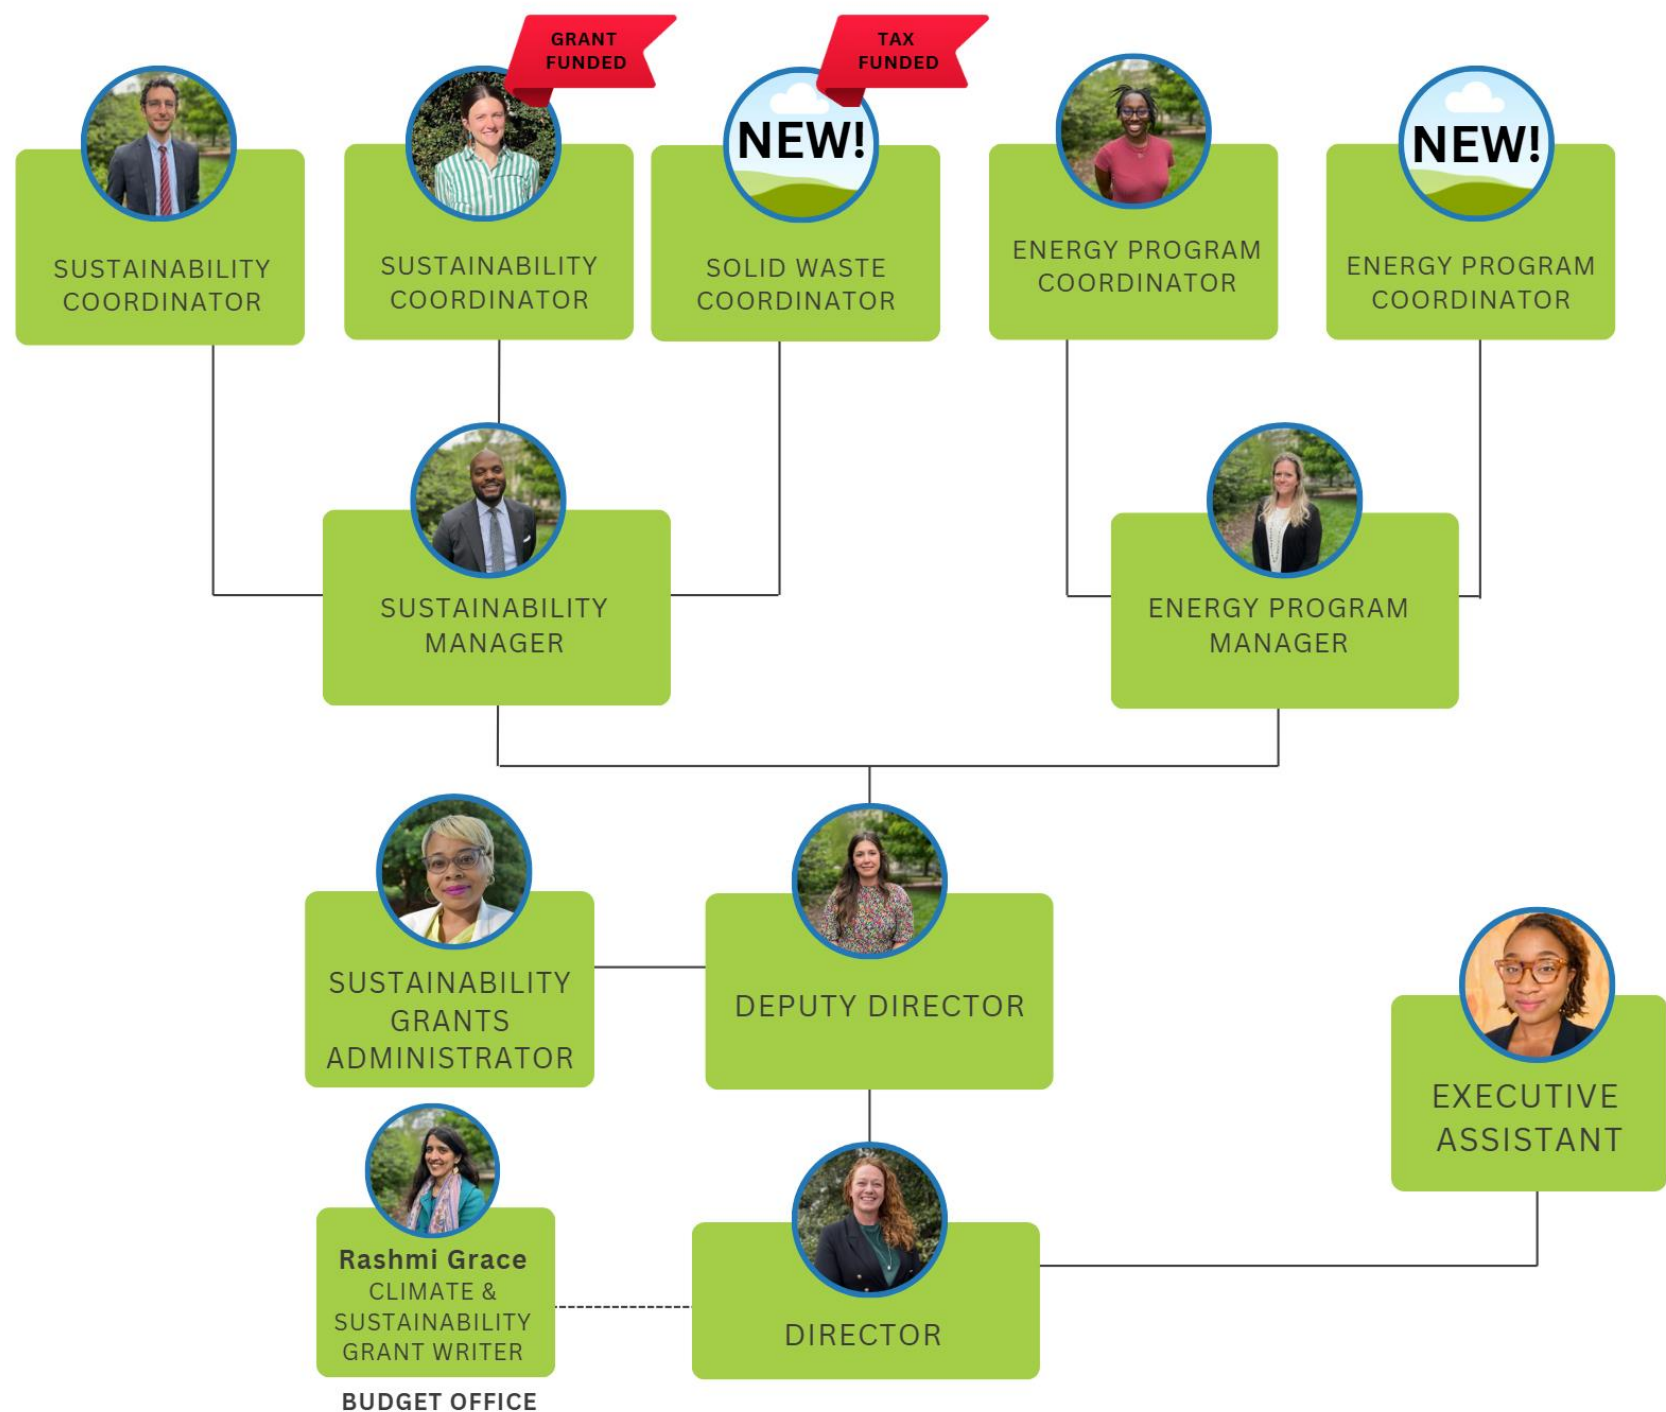 GRANT
FUNDED
TAX
FUNDED
NEW!
NEW!
SUSTAINABILITY
COORDINATOR
SUSTAINABILITY
COORDINATOR
SOLID WASTE
COORDINATOR
ENERGY PROGRAM
COORDINATOR
ENERGY PROGRAM
COORDINATOR
SUSTAINABILITY
MANAGER
ENERGY PROGRAM
MANAGER
SUSTAINABILITY
GRANTS
ADMINISTRATOR
DEPUTY DIRECTOR
EXECUTIVE
ASSISTANT
Rashmi Grace
CLIMATE &
SUSTAINABILITY
GRANT WRITER
BUDGET OFFICE
DIRECTOR